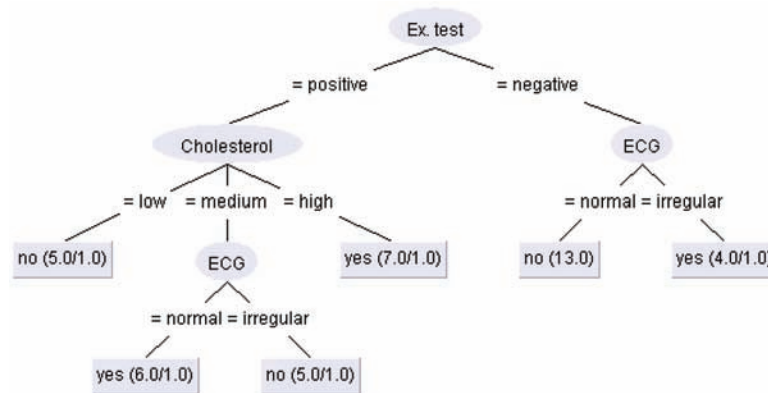 Ex. test
= positive
= negative
Cholesterol
ECG
= low = medium = high
= normal = irregular
no (5.0/1.0)
ECG
yes (7.0/1.0)
no (13.0)
yes (4.0/1.0)
= normal = irregular
yes (6.0/1.0)
no (5.0/1.0)